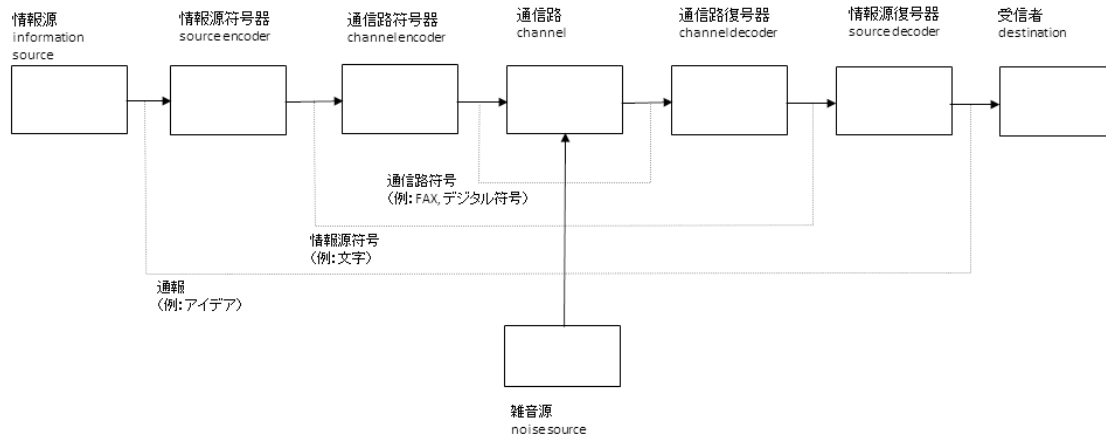 情報源
information
source
情報源符号器
source encoder
通信路符号器
channel encoder
通信路
channel
通信路復号器
channel decoder
情報源復号器
source decoder
受信者
destination
通信路符号
（例：FAX, デジタル符号）
情報源符号
（例：文字）
通報
（例：アイデア）
雑音源
noise source